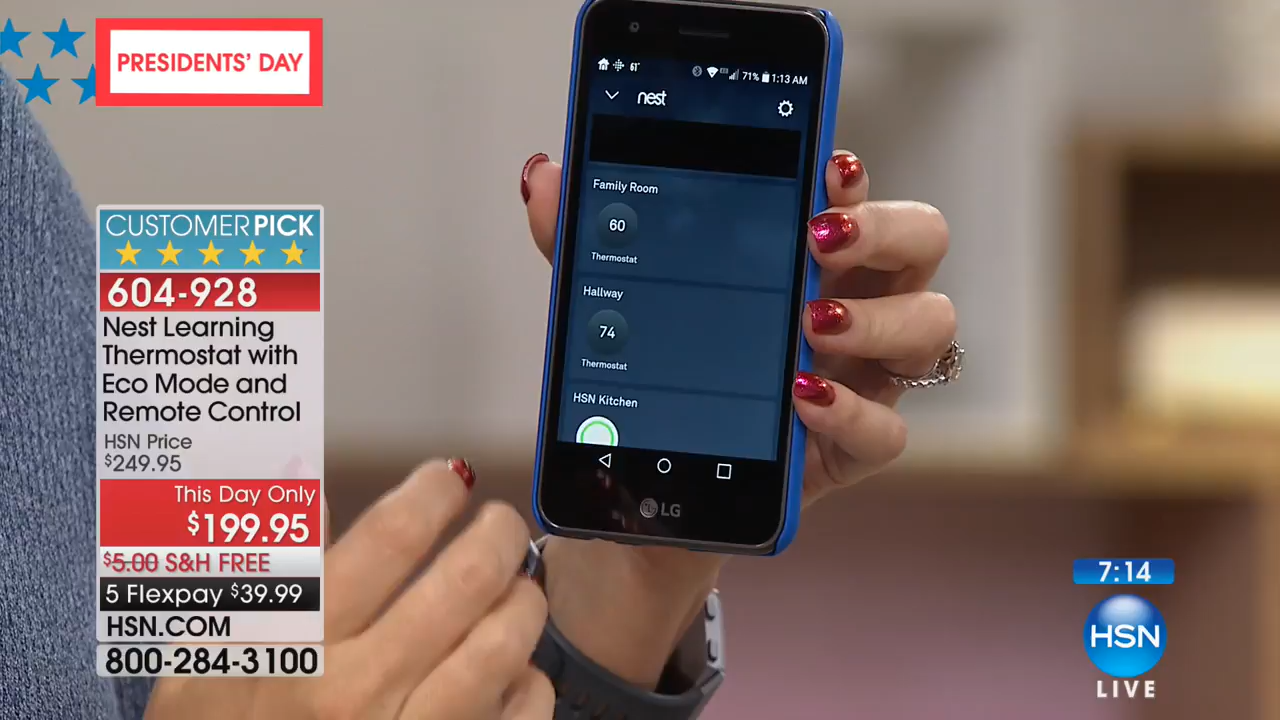 PRESIDENTS' DAY
CUSTOMERPICK
604-928
Nest Learning
Thermostat with
Eco Mode and
Remote Control
HSN Price
$249.95
This Day Only
$199.95
$5.00 S&H FREE
5 Flexpay $39.99
HSN.COM
800-284-3100
61° 71% 1:13 AM
nest
Family Room
60
Thermostat
Hallway
74
Thermostat
HSN Kitchen
LG
7:14
HSN
LIVE